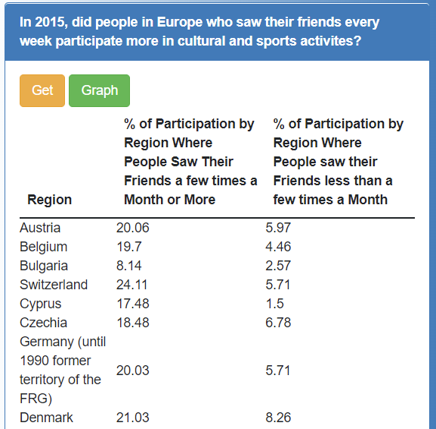 In 2015, did people in Europe who saw their friends every
week participate more in cultural and sports activites?
Get Graph
Region % of Participation by Region Where People Saw Their Friends a few times a Month or More % of Participation by Region Where People saw their Friends less than a few times a Month
Austria 20.06 5.97
Belgium 19.7 4.46
Bulgaria 8.14 2.57
Switzerland 24.11 5.71
Cyprus 17.48 1.5
Czechia 18.48 6.78
Germany (until
1990 former
territory of the
FRG) 20.03 5.71
Denmark 21.03 8.26